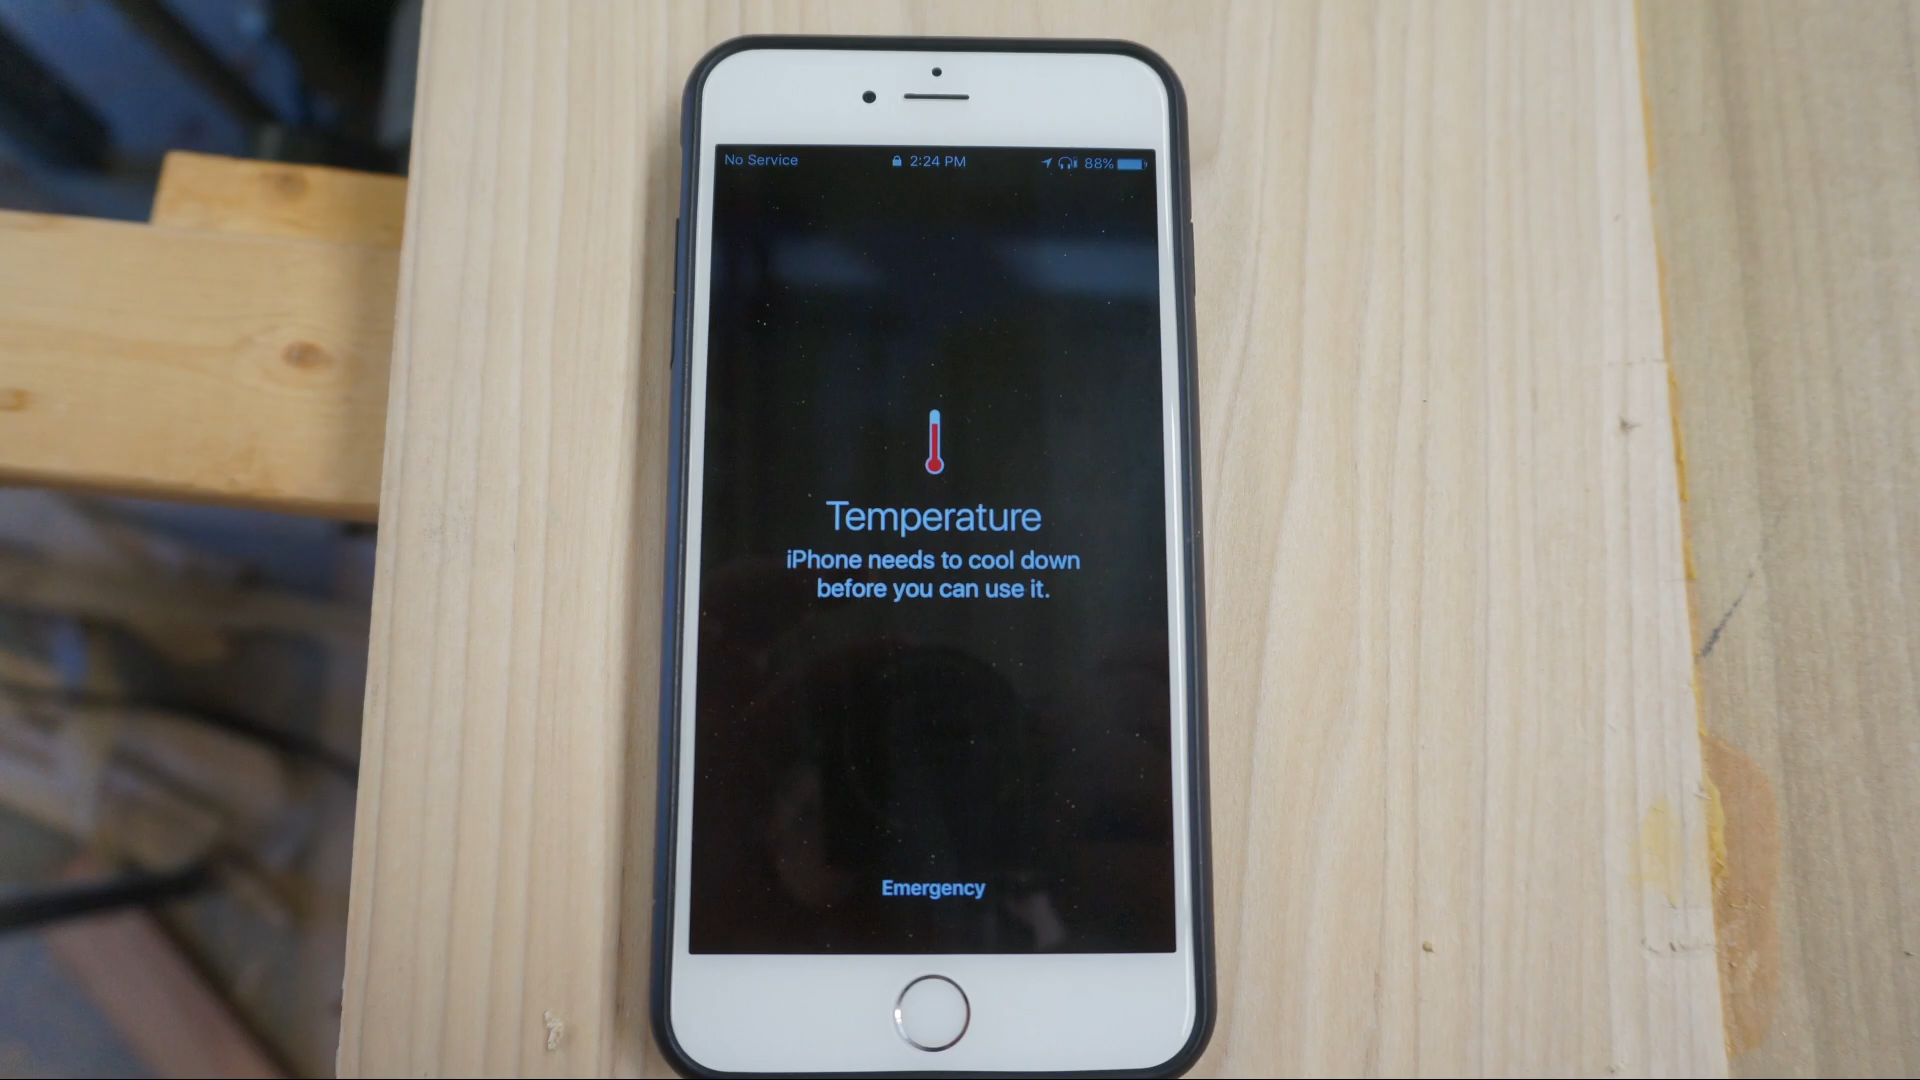 No Service 2:24 PM 88%
Temperature
iPhone needs to cool down
before you can use it.
Emergency